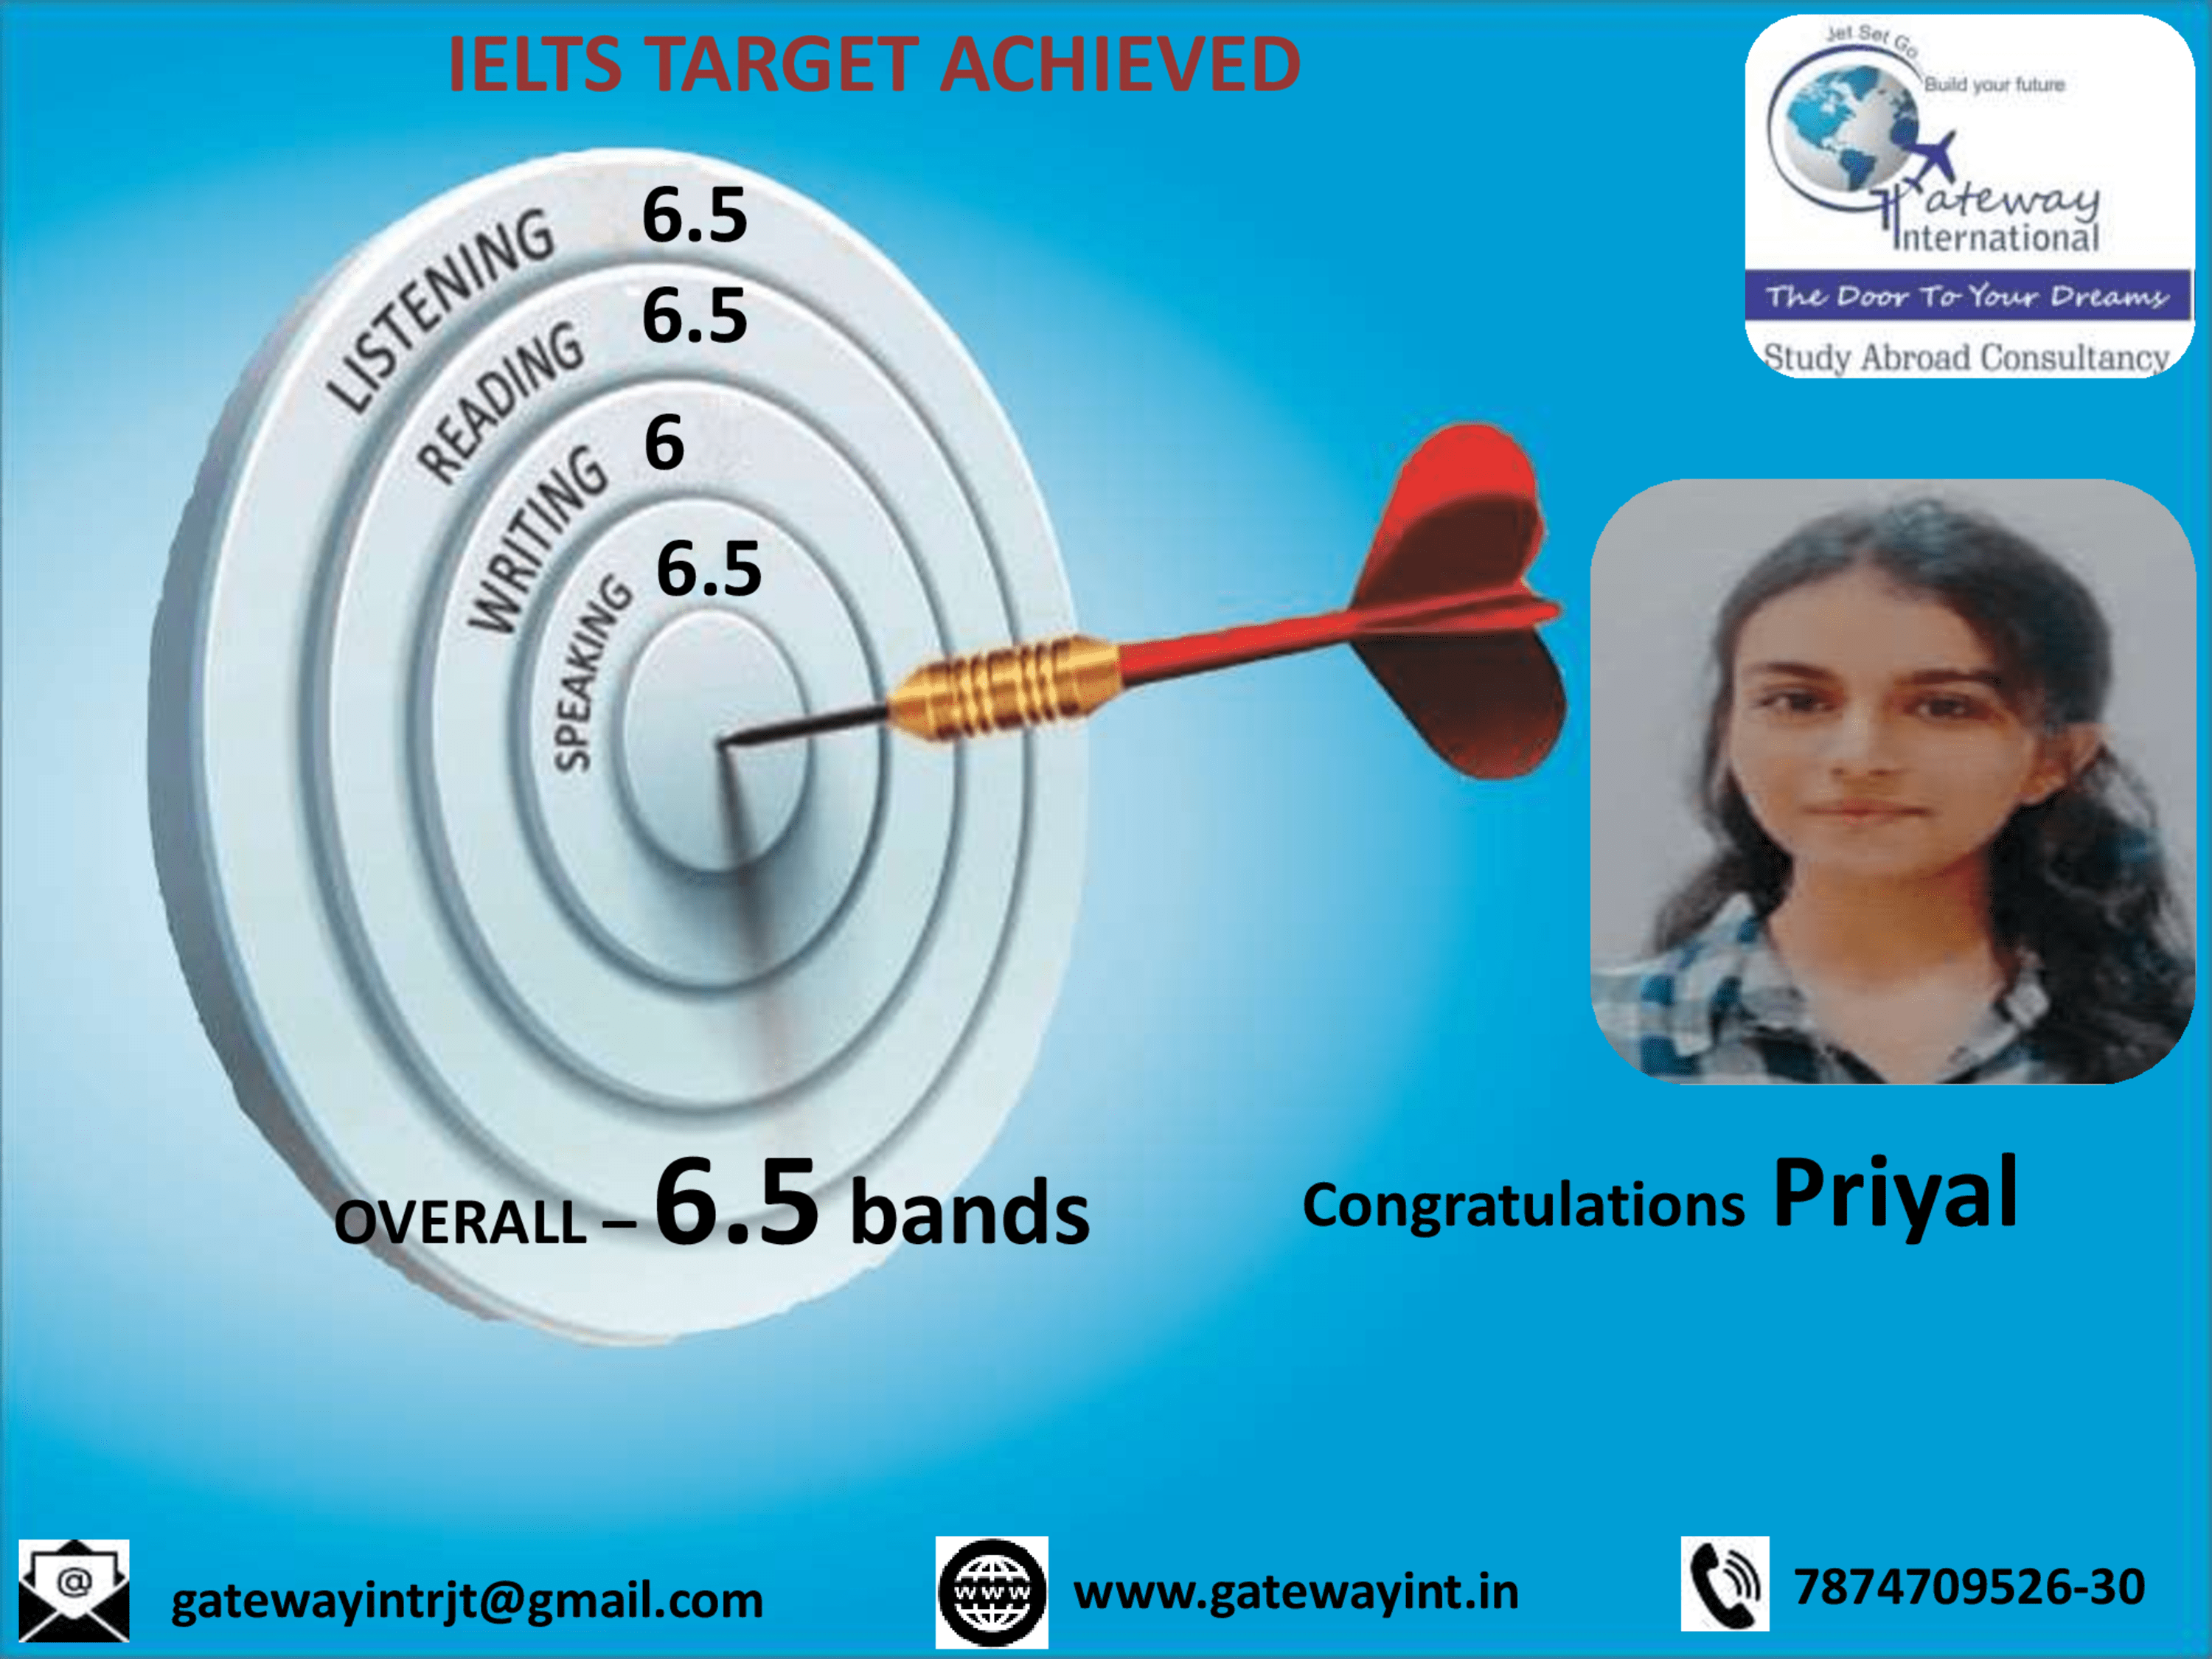 IELTS TARGET ACHIEVED
Jet Set Go
Build your future
Gateway
International
The Door To Your Dreams
Study Abroad Consultancy
LISTENING 6.5
READING 6.5
WRITING 6
SPEAKING 6.5
OVERALL – 6.5 bands
Congratulations Priyal
@ gatewayintrjt@gmail.com
www www.gatewayint.in
7874709526-30